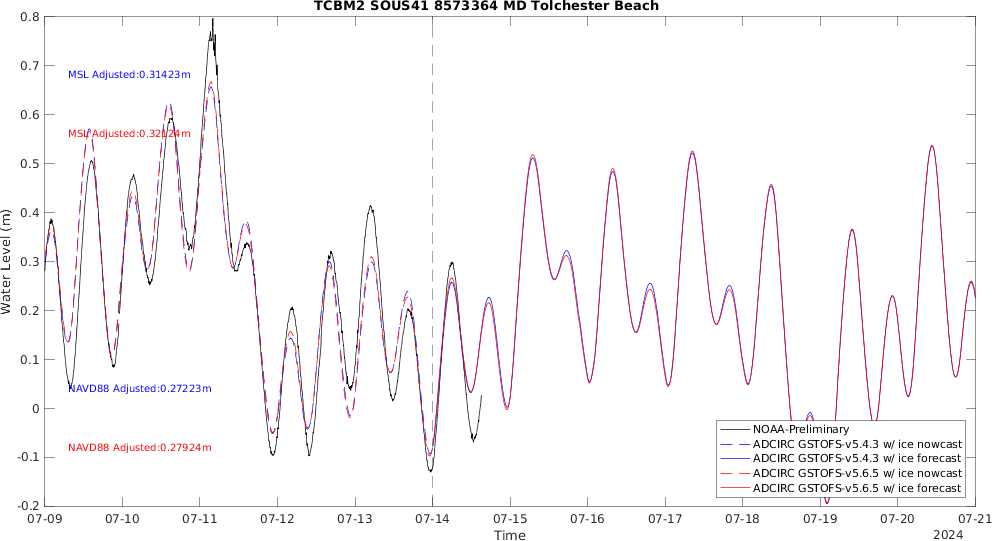 TCBM2 SOUS41 8573364 MD Tolchester Beach
0.8
0.7
0.6
0.5
0.4
0.3
0.2
0.1
0
-0.1
-0.2
Water Level (m)
MSL Adjusted:0.31423m
MSL Adjusted:0.32124m
NAVD88 Adjusted:0.27223m
NAVD88 Adjusted:0.27924m
NOAA-Preliminary
ADCIRC GSTOFS-v5.4.3 w/ ice nowcast
ADCIRC GSTOFS-v5.4.3 w/ ice forecast
ADCIRC GSTOFS-v5.6.5 w/ ice nowcast
ADCIRC GSTOFS-v5.6.5 w/ ice forecast
07-09 07-10 07-11 07-12 07-13 07-14 07-15 07-16 07-17 07-18 07-19 07-20 07-21
Time
2024